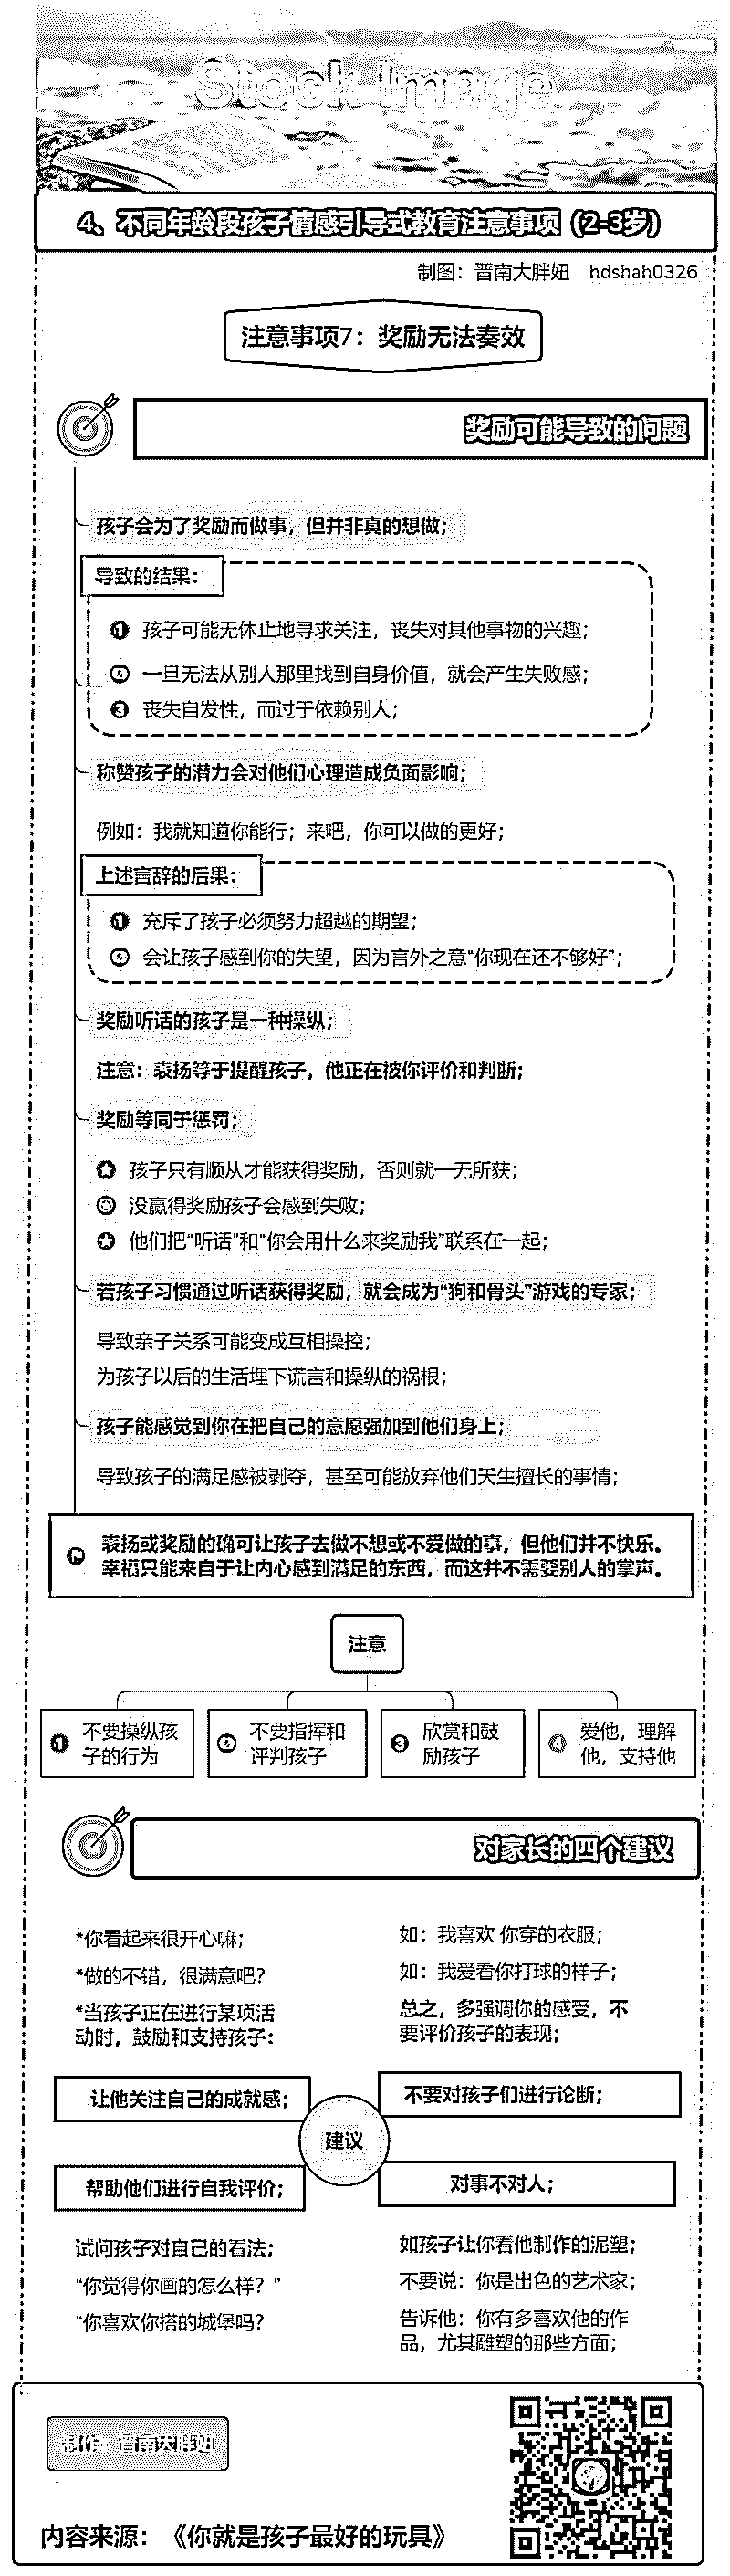 Stock Image
4、不同年龄段孩子情感引导式教育注意事项（2-3岁）
制图：晋南大胖妞 hdshah0326
注意事项7：奖励无法奏效
奖励可能导致的问题
孩子会为了奖励而做事，但并非真的想做；
导致的结果：
1 孩子可能无休止地寻求关注，丧失对其他事物的兴趣；
2 一旦无法从别人那里找到自身价值，就会产生失败感；
3 丧失自发性，而过于依赖别人；
称赞孩子的潜力会对他们心理造成负面影响；
例如：我就知道你能行；来吧，你可以做的更好；
上述言辞的后果：
1 充斥了孩子必须努力超越的期望；
2 会让孩子感到你的失望，因为言外之意“你现在还不够好”；
奖励听话的孩子是一种操纵；
注意：表扬等于提醒孩子，他正在被你评价和判断；
奖励等同于惩罚；
孩子只有顺从才能获得奖励，否则就一无所获；
没赢得奖励孩子会感到失败；
他们把“听话”和“你会用什么来奖励我”联系在一起；
若孩子习惯通过听话获得奖励，就会成为“狗和骨头”游戏的专家；
导致亲子关系可能变成互相操控；
为孩子以后的生活埋下谎言和操纵的祸根；
孩子能感觉到你在把自己的意愿强加到他们身上；
导致孩子的满足感被剥夺，甚至可能放弃他们天生擅长的事情；
表扬或奖励的确可让孩子去做不想或不爱做的事，但他们并不快乐。
幸福只能来自于让内心感到满足的东西，而这并不需要别人的掌声。
注意
1 不要操纵孩
子的行为
2 不要指挥和
评判孩子
3 欣赏和鼓
励孩子
4 爱他，理解
他，支持他
对家长的四个建议
*你看起来很开心嘛；
*做的不错，很满意吧？
*当孩子正在进行某项活
动时，鼓励和支持孩子：
让他关注自己的成就感；
如：我喜欢 你穿的衣服；
如：我爱看你打球的样子；
总之，多强调你的感受，不
要评价孩子的表现；
不要对孩子们进行论断；
建议
帮助他们进行自我评价；
试问孩子对自己的看法；
“你觉得你画的怎么样？”
“你喜欢你搭的城堡吗？
对事不对人；
如孩子让你看他制作的泥塑；
不要说：你是出色的艺术家；
告诉他：你有多喜欢他的作
品，尤其雕塑的那些方面；
制作：晋南大胖妞
内容来源：《你就是孩子最好的玩具》